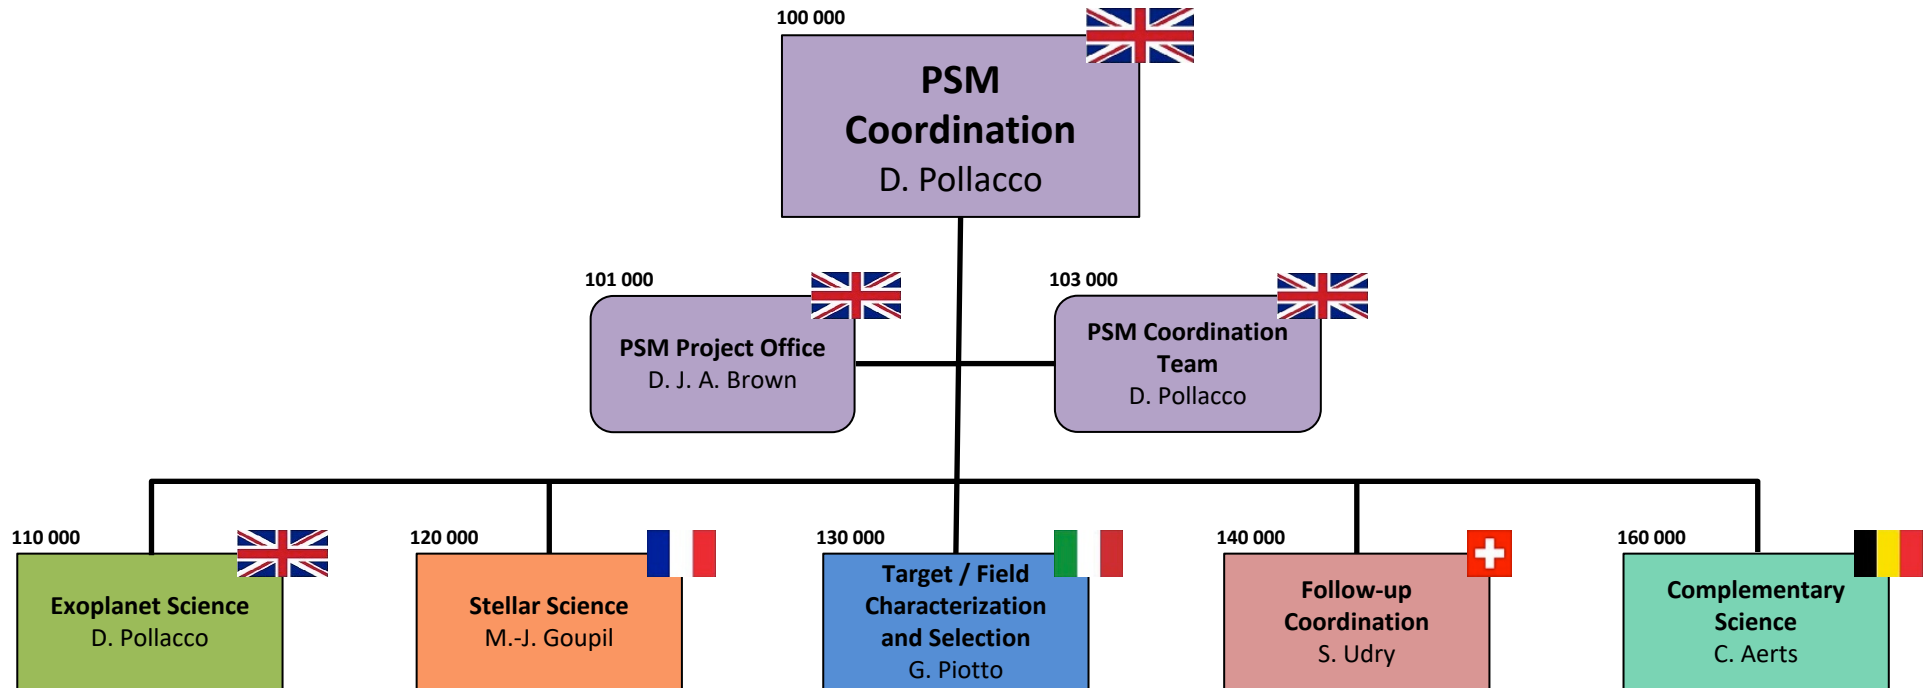 100 000
PSM
Coordination
D. Pollacco
101 000
PSM Project Office
D. J. A. Brown
103 000
PSM Coordination
Team
D. Pollacco
110 000
Exoplanet Science
D. Pollacco
120 000
Stellar Science
M.-J. Goupil
130 000
Target / Field
Characterization
and Selection
G. Piotto
140 000
Follow-up
Coordination
S. Udry
160 000
Complementary
Science
C. Aerts